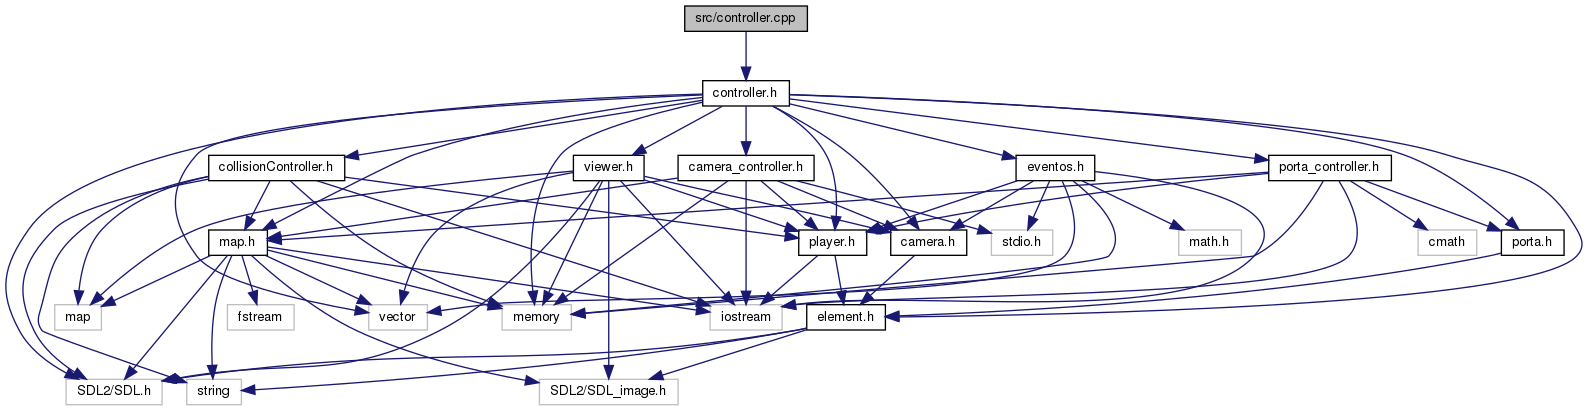 src/controller.cpp
controller.h
collisionController.h
viewer.h
camera_controller.h
eventos.h
porta_controller.h
map.h
player.h
camera.h
stdio.h
math.h
cmath
porta.h
map
fstream
vector
memory
iostream
element.h
SDL2/SDL.h
string
SDL2/SDL_image.h